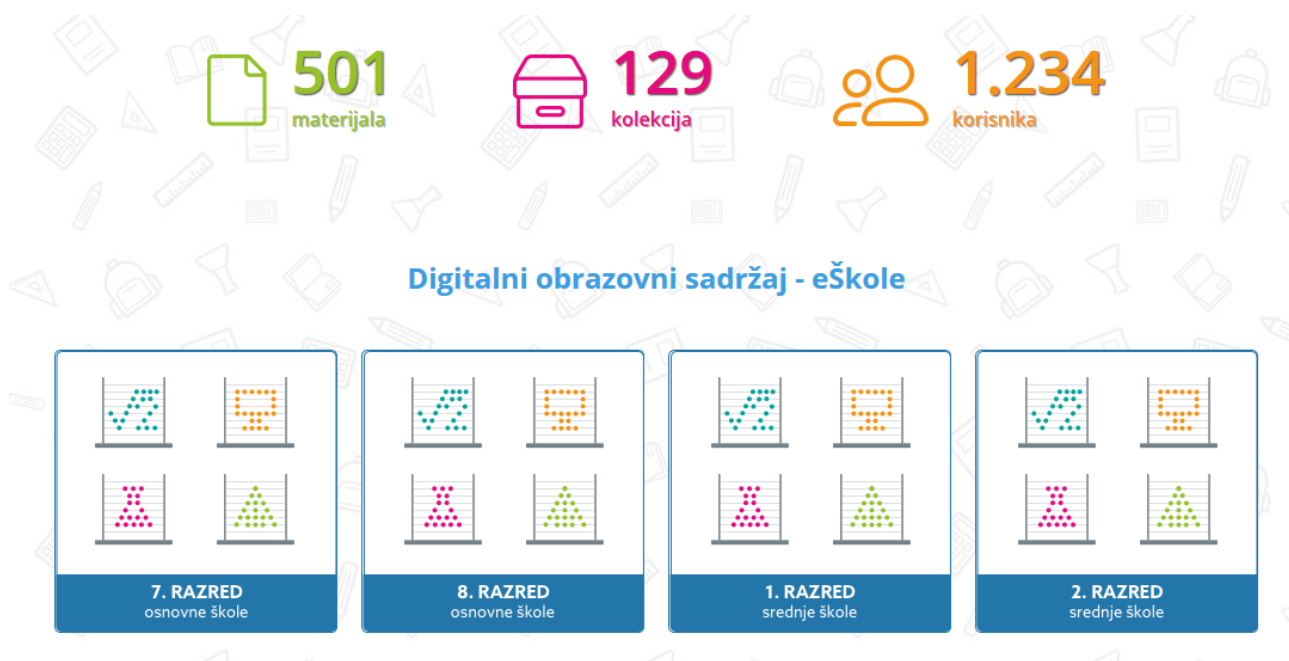 501
materijala
129
kolekcija
1.234
korisnika
Digitalni obrazovni sadržaj - eŠkole
7. RAZRED
osnovne škole
8. RAZRED
osnovne škole
1. RAZRED
srednje škole
2. RAZRED
srednje škole